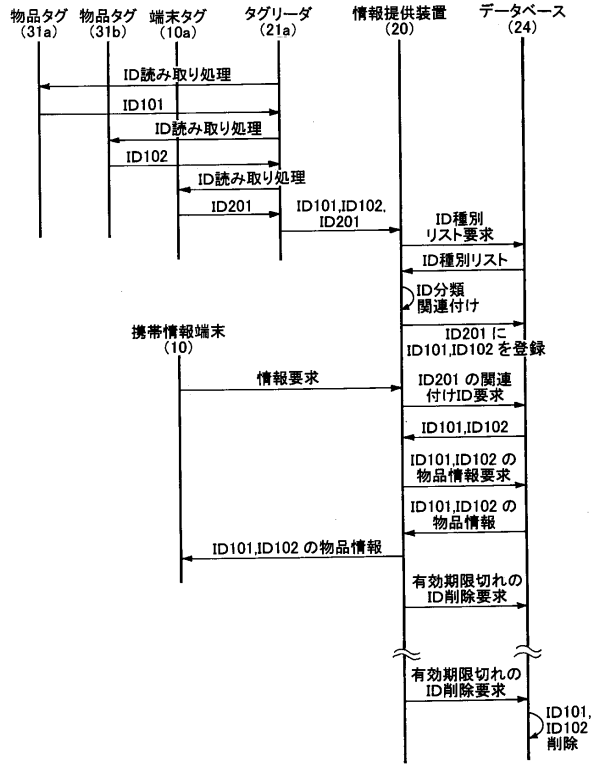 物品タグ
(31a)
物品タグ
(31b)
端末タグ
(10a)
タグリーダ
(21a)
情報提供装置
(20)
データベース
(24)
ID読み取り処理
ID101
ID読み取り処理
ID102
ID読み取り処理
ID201
ID101,ID102,
ID201
ID種別
リスト要求
ID種別リスト
ID分類
関連付け
ID201 に
ID101,ID102 を登録
携帯情報端末
(10)
情報要求
ID201 の関連
付けID要求
ID101,ID102
ID101,ID102 の
物品情報要求
ID101,ID102 の
物品情報
ID101,ID102 の物品情報
有効期限切れの
ID削除要求
有効期限切れの
ID削除要求
ID101,
ID102
削除